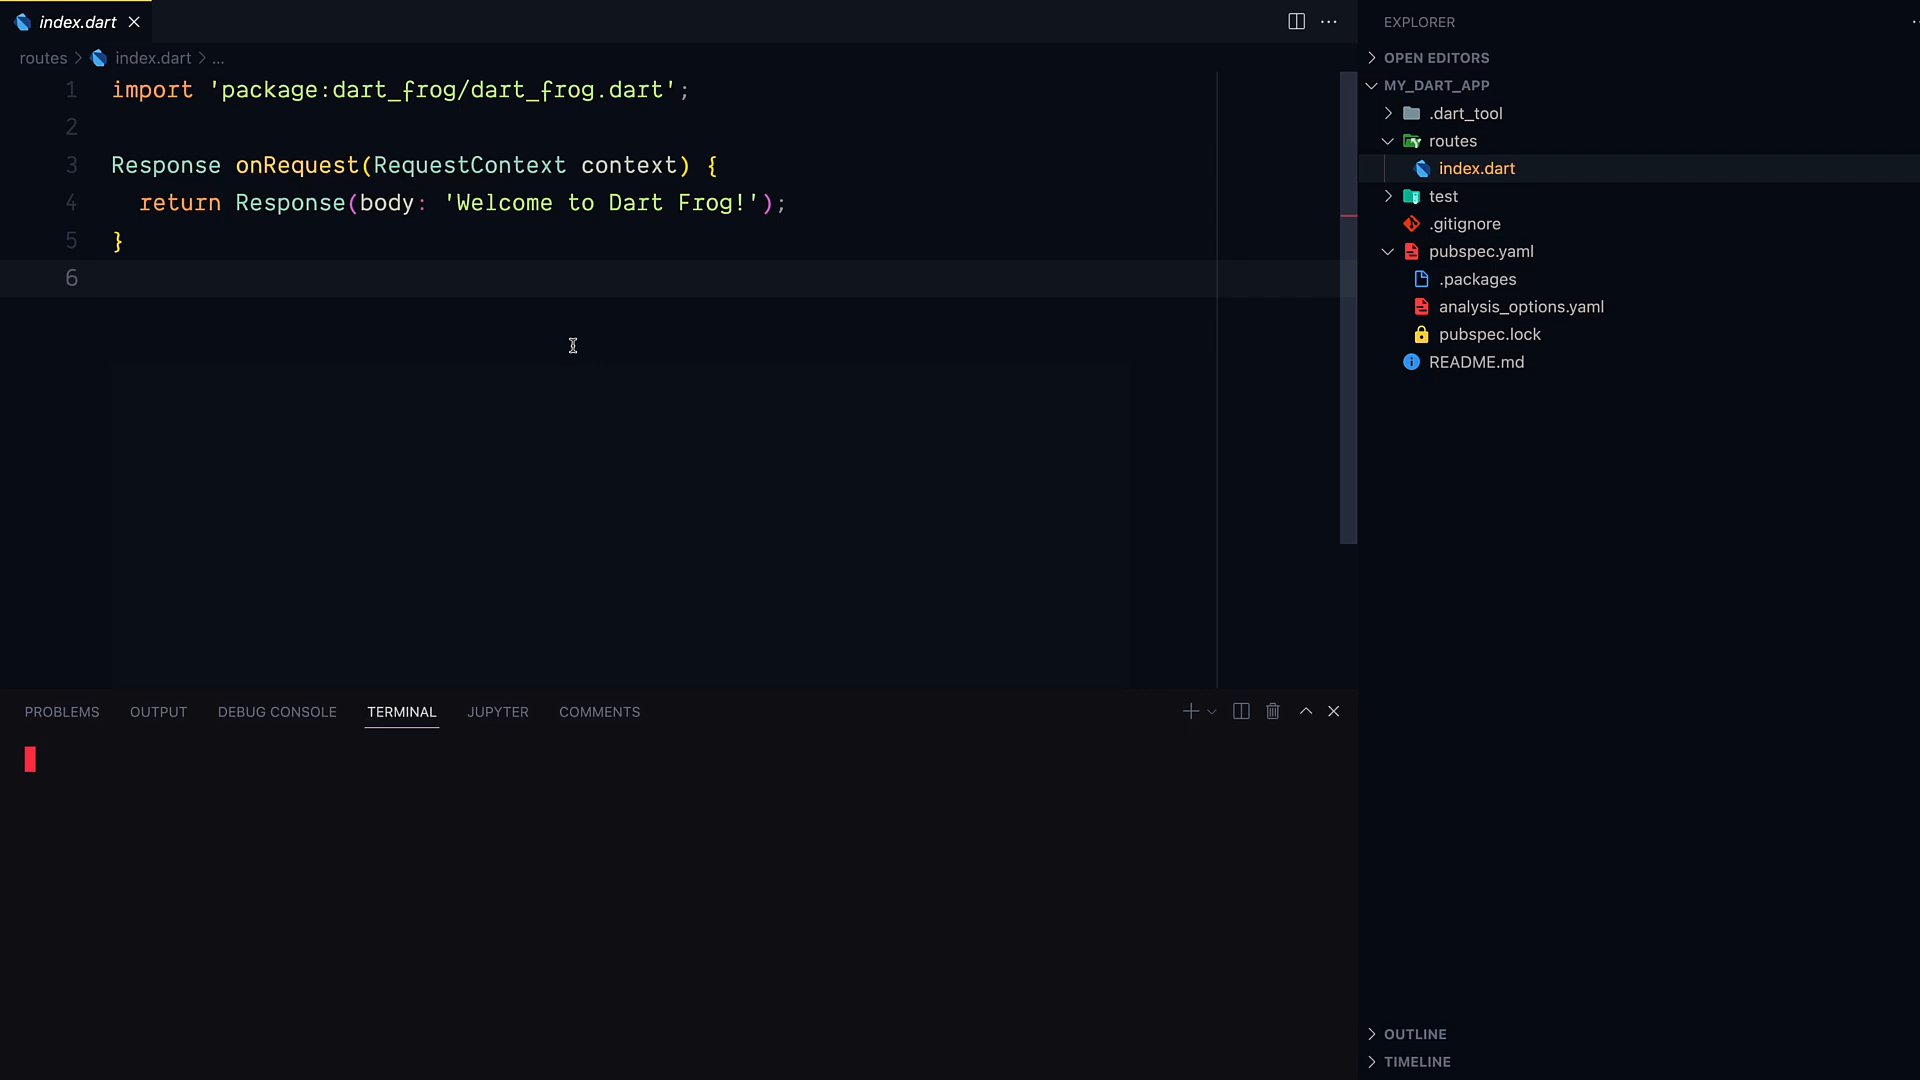 index.dart
routes > index.dart > ...
1 import 'package:dart_frog/dart_frog.dart';
2
3 Response onRequest(RequestContext context) {
4 return Response(body: 'Welcome to Dart Frog!');
5 }
6
PROBLEMS OUTPUT DEBUG CONSOLE TERMINAL JUPYTER COMMENTS
EXPLORER
OPEN EDITORS
MY_DART_APP
.dart_tool
routes
index.dart
test
.gitignore
pubspec.yaml
.packages
analysis_options.yaml
pubspec.lock
README.md
OUTLINE
TIMELINE